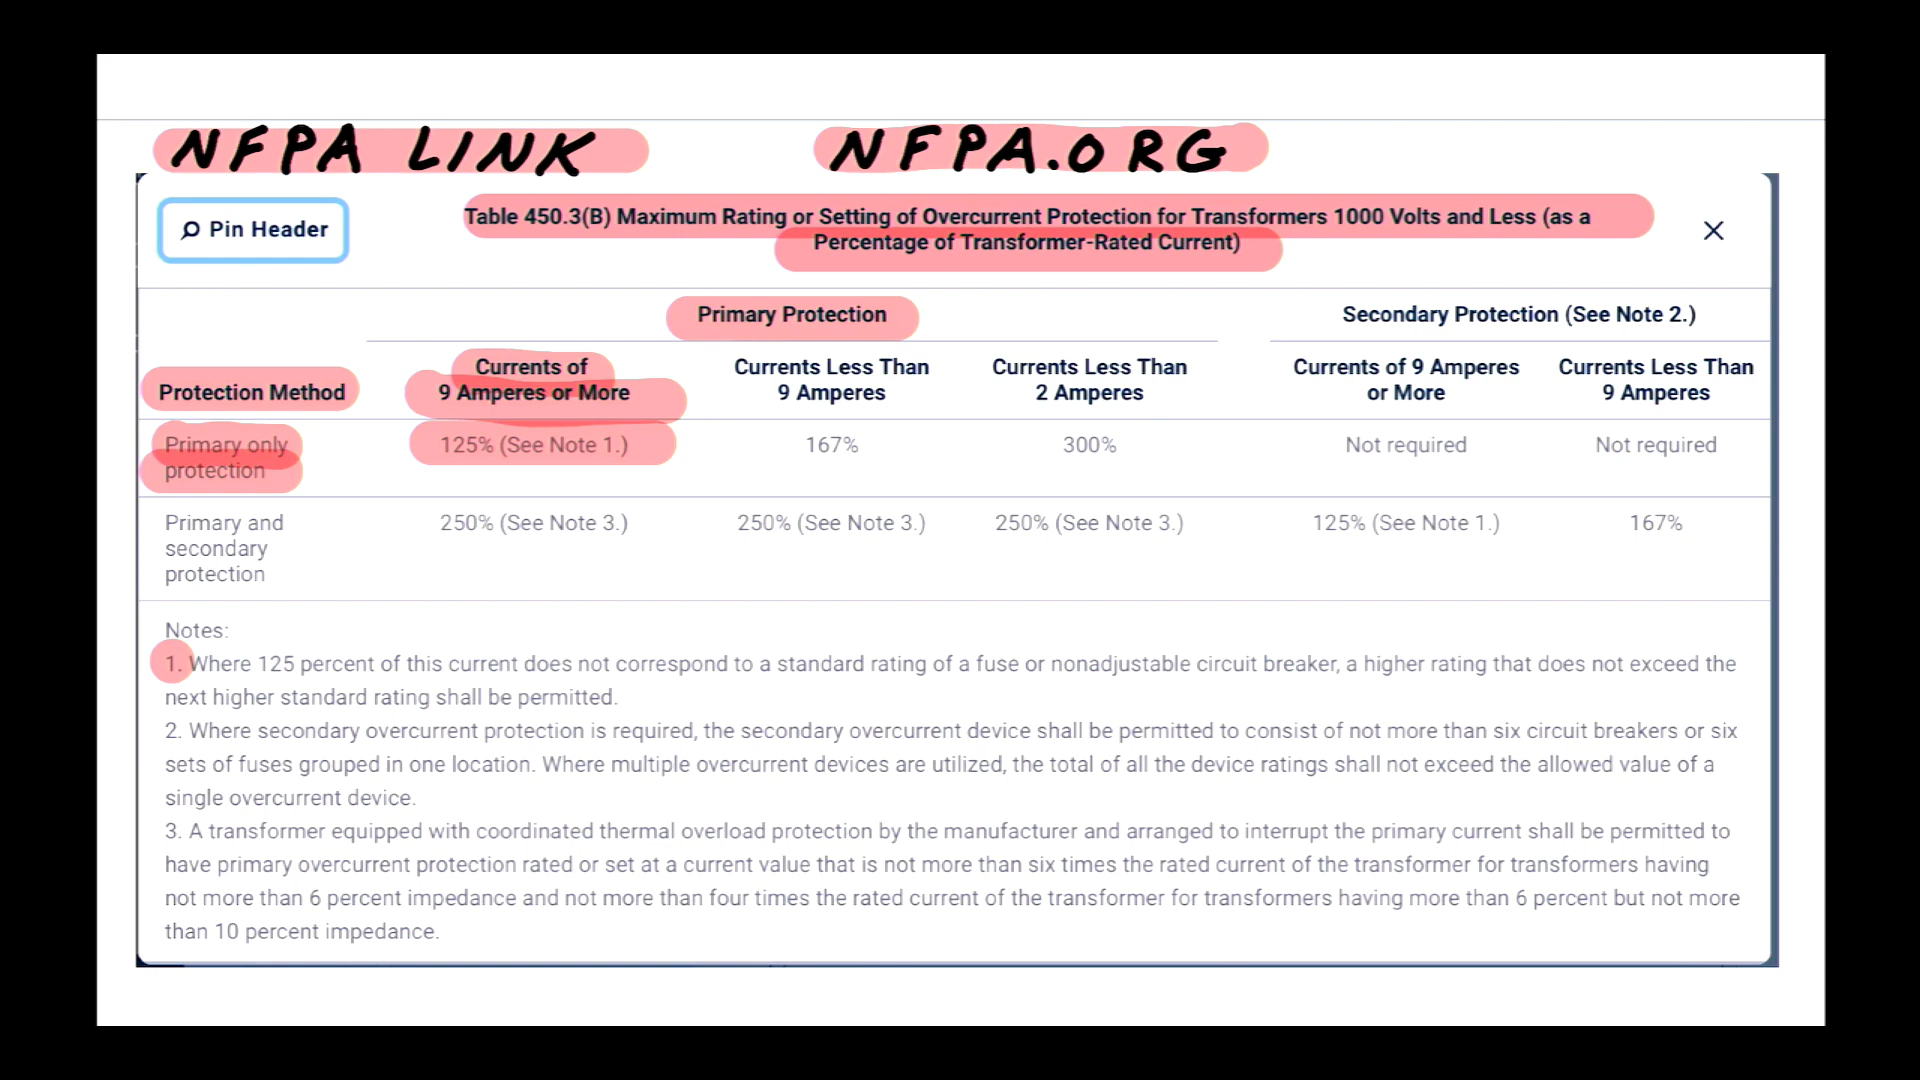 NFPA LINK NFPA.ORG
Pin Header
Table 450.3(B) Maximum Rating or Setting of Overcurrent Protection for Transformers 1000 Volts and Less (as a
Percentage of Transformer-Rated Current)
Primary Protection Secondary Protection (See Note 2.)
Protection Method
Currents of
9 Amperes or More
Currents Less Than
9 Amperes
Currents Less Than
2 Amperes
Currents of 9 Amperes
or More
Currents Less Than
9 Amperes
Primary only
protection
125% (See Note 1.) 167% 300% Not required Not required
Primary and
secondary
protection
250% (See Note 3.) 250% (See Note 3.) 250% (See Note 3.) 125% (See Note 1.) 167%
Notes:
1. Where 125 percent of this current does not correspond to a standard rating of a fuse or nonadjustable circuit breaker, a higher rating that does not exceed the
next higher standard rating shall be permitted.
2. Where secondary overcurrent protection is required, the secondary overcurrent device shall be permitted to consist of not more than six circuit breakers or six
sets of fuses grouped in one location. Where multiple overcurrent devices are utilized, the total of all the device ratings shall not exceed the allowed value of a
single overcurrent device.
3. A transformer equipped with coordinated thermal overload protection by the manufacturer and arranged to interrupt the primary current shall be permitted to
have primary overcurrent protection rated or set at a current value that is not more than six times the rated current of the transformer for transformers having
not more than 6 percent impedance and not more than four times the rated current of the transformer for transformers having more than 6 percent but not more
than 10 percent impedance.